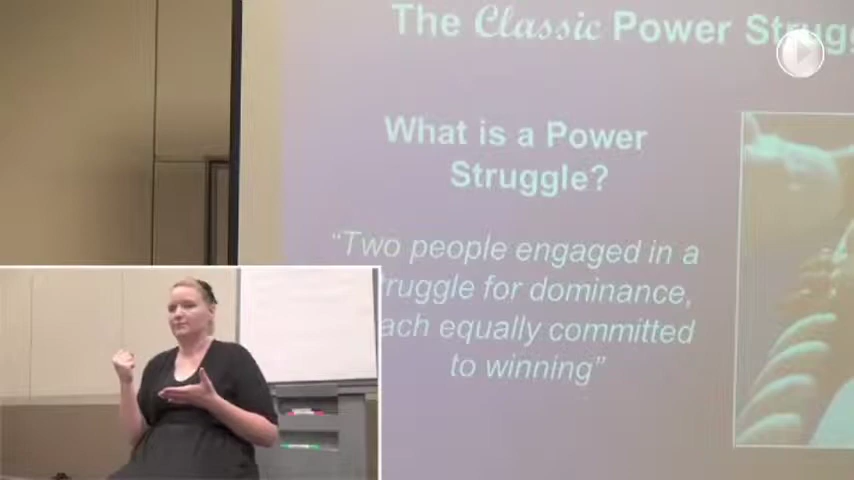 The Classic Power Strugg
What is a Power
Struggle?
“Two people engaged in a
truggle for dominance,
ach equally committed
to winning”